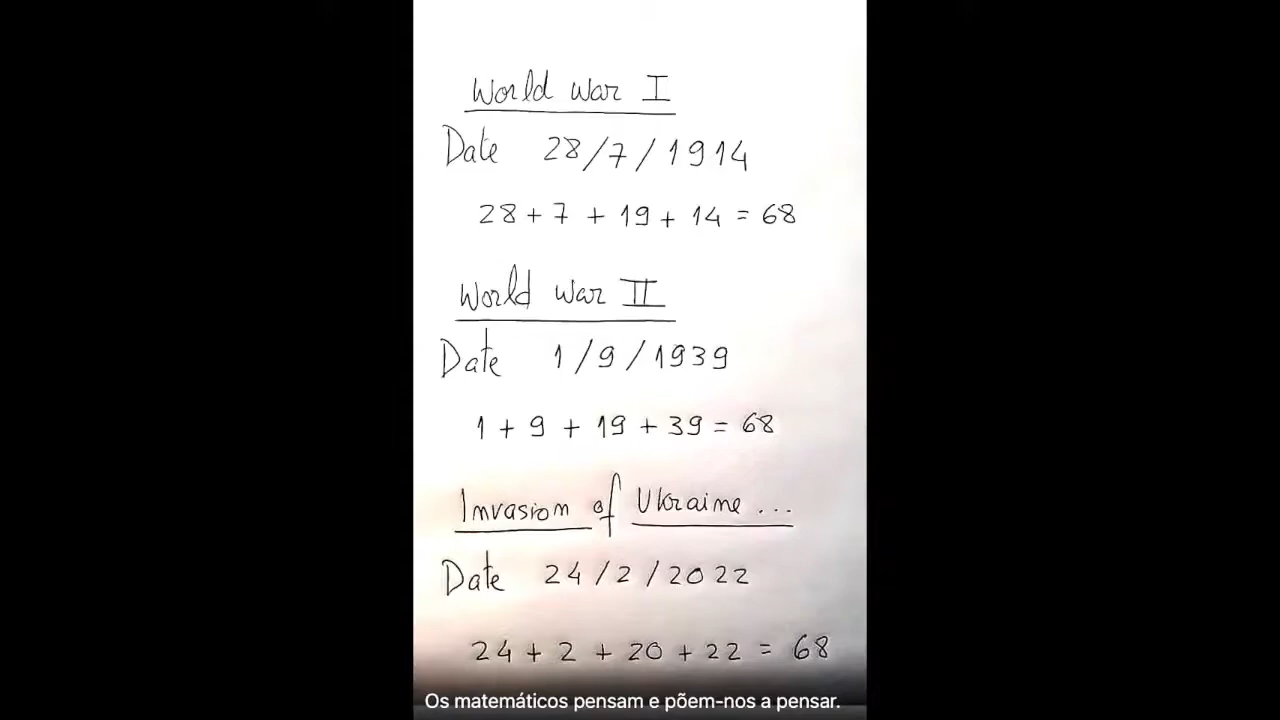 World War I
Date 28/7/1914
28 + 7 + 19 + 14 = 68
World War II
Date 1/9/1939
1 + 9 + 19 + 39 = 68
Invasion of Ukraine...
Date 24/2/2022
24 + 2 + 20 + 22 = 68
Os matemáticos pensam e põem-nos a pensar.